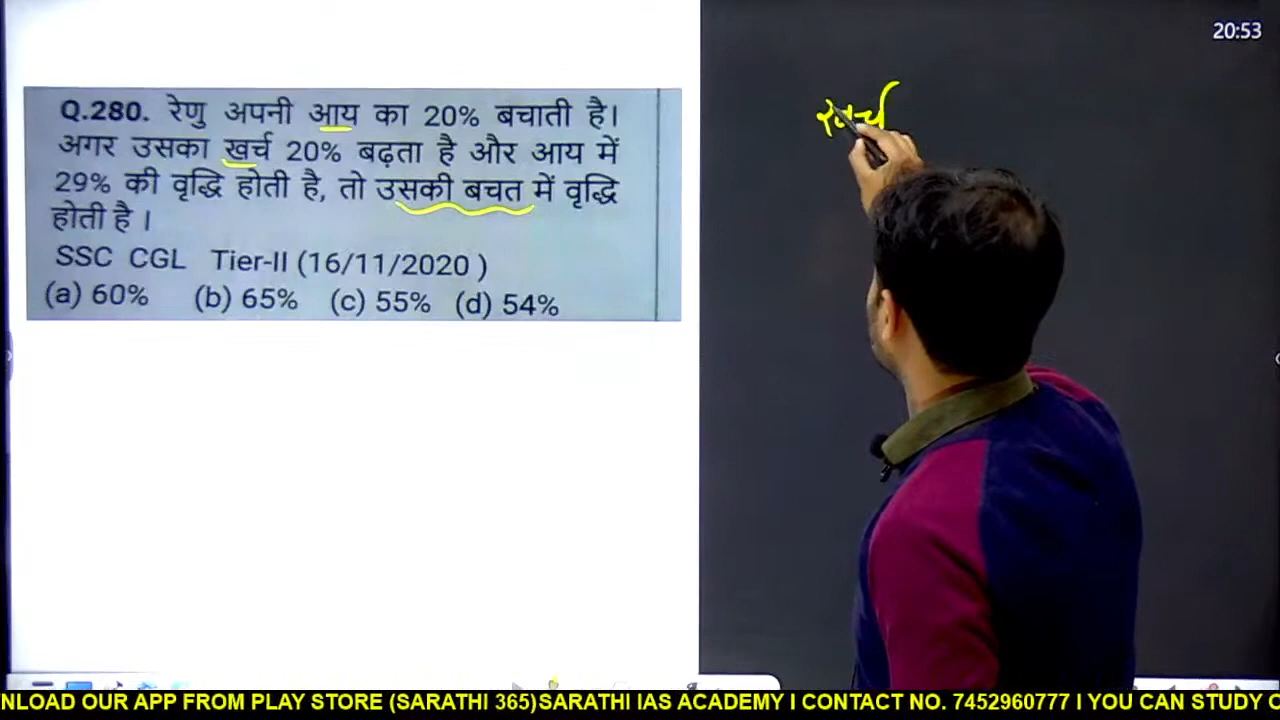 20:53
Q.280. रेणु अपनी आय का 20% बचाती है।
अगर उसका खर्च 20% बढ़ता है और आय में
29% की वृद्धि होती है, तो उसकी बचत में वृद्धि
होती है ।
SSC CGL Tier-II (16/11/2020 )
(a) 60% (b) 65% (c) 55% (d) 54%
खर्च
NLOAD OUR APP FROM PLAY STORE (SARATHI 365)SARATHI IAS ACADEMY I CONTACT NO. 7452960777 I YOU CAN STUDY C